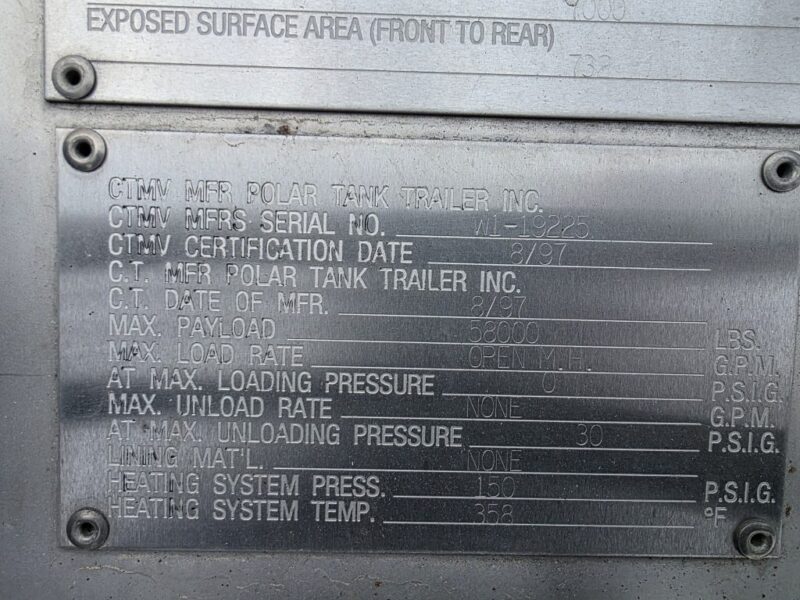 EXPOSED SURFACE AREA (FRONT TO REAR)
CTMV MFR POLAR TANK TRAILER INC.
CTMV MFRS SERIAL NO. W1-19225
CTMV CERTIFICATION DATE 8/97
C.T. MFR POLAR TANK TRAILER INC.
C.T. DATE OF MFR. 8/97
MAX. PAYLOAD 58000 LBS.
MAX. LOAD RATE OPEN M.H. G.P.M.
AT MAX. LOADING PRESSURE 0 P.S.I.G.
MAX. UNLOAD RATE NONE G.P.M.
AT MAX. UNLOADING PRESSURE 30 P.S.I.G.
LINING MAT'L. NONE
HEATING SYSTEM PRESS. 150 P.S.I.G.
HEATING SYSTEM TEMP. 358 °F